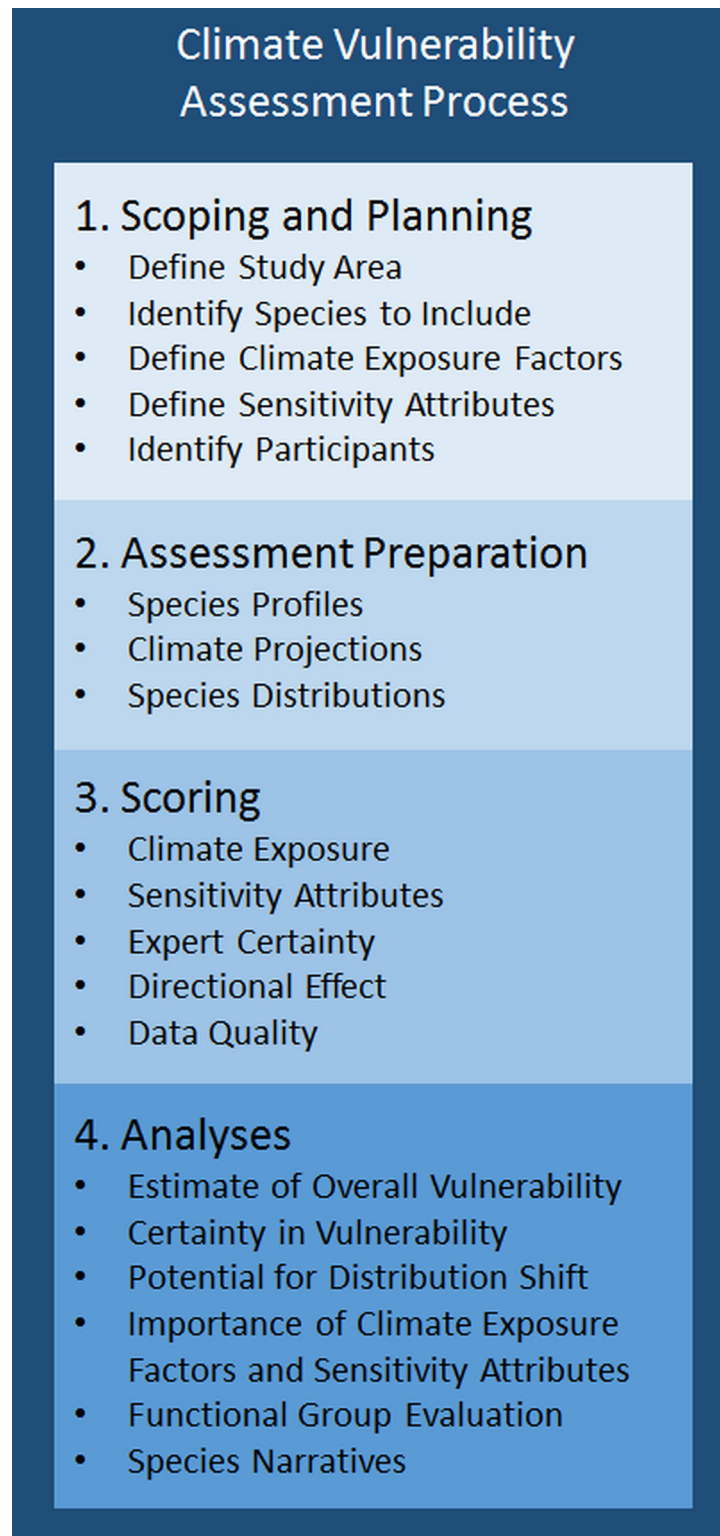 Climate Vulnerability
Assessment Process
1. Scoping and Planning
• Define Study Area
• Identify Species to Include
• Define Climate Exposure Factors
• Define Sensitivity Attributes
• Identify Participants
2. Assessment Preparation
• Species Profiles
• Climate Projections
• Species Distributions
3. Scoring
• Climate Exposure
• Sensitivity Attributes
• Expert Certainty
• Directional Effect
• Data Quality
4. Analyses
• Estimate of Overall Vulnerability
• Certainty in Vulnerability
• Potential for Distribution Shift
• Importance of Climate Exposure
Factors and Sensitivity Attributes
• Functional Group Evaluation
• Species Narratives